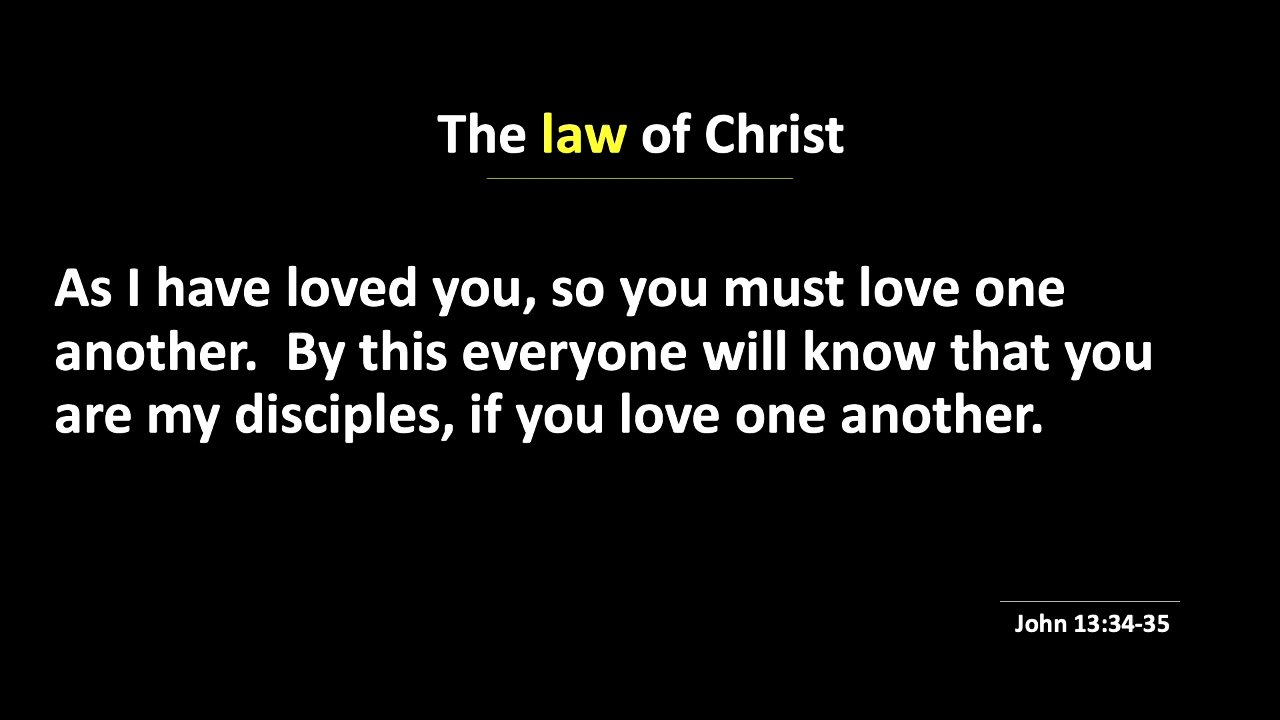 The law of Christ
As I have loved you, so you must love one
another.  By this everyone will know that you
are my disciples, if you love one another.
John 13:34-35